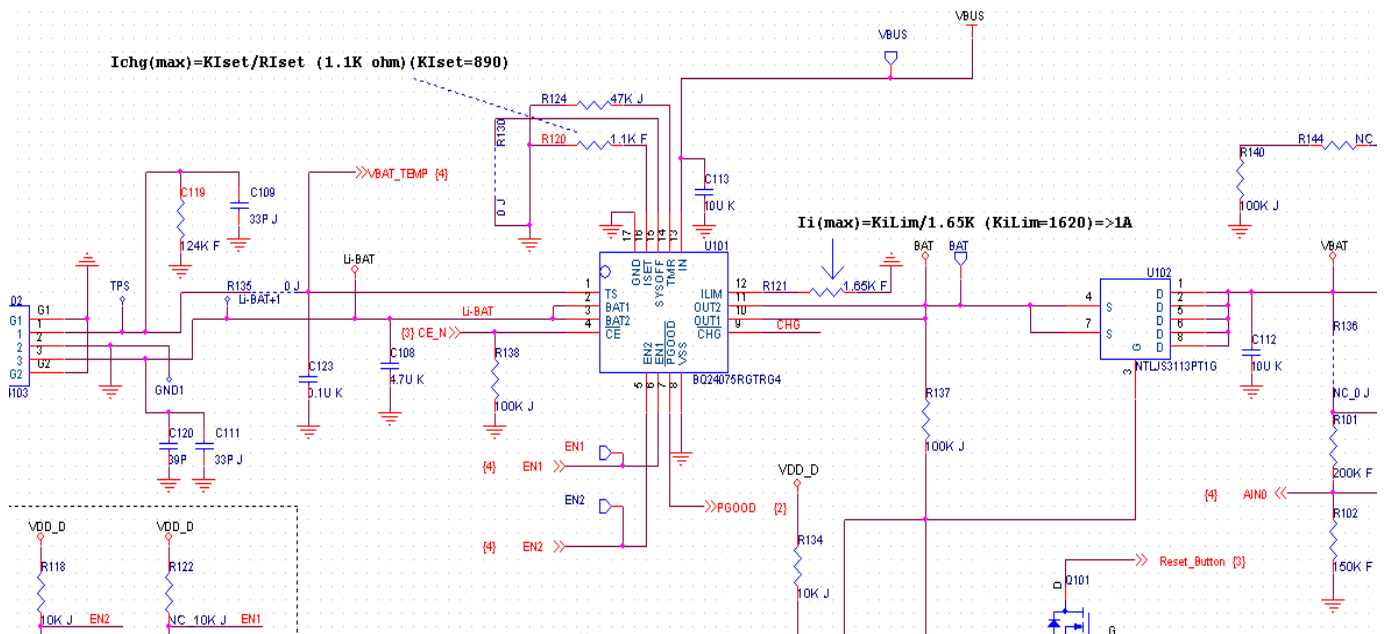 VBUS
VBUS
Ichg(max)=KIset/RIset (1.1K ohm)(KIset=890)
R124 47K J
R130
0 J
R120 1.1K F
R144 NC
R140
100K J
VBAT_TEMP {4}
C119
124K F
C109
33P J
C113
10U K
Ii(max)=KiLim/1.65K (KiLim=1620)=>1A
17 16 15 14 13
U101
GND ISET SYSOFF TMR IN
BAT BAT
VBAT
Li-BAT
TPS
R135 0 J
Li-BAT+1
Li-BAT
02
G1 G1
1 1
2 2
3 3
G2 G2
GND1
1 TS
2 BAT1
3 BAT2
4 CE
12 ILIM
11 OUT2
10 OUT1
9 CHG
R121 1.65K F
CHG
{3} CE_N
EN2 EN1 PGOOD VSS
5 6 7 8
BQ24075RGTRG4
U102
4 S
7 S
G
3
D 1
D 2
D 5
D 6
D 8
NTLJS3113PT1G
C112
10U K
R136
NC_0 J
C123
0.1U K
C108
4.7U K
R138
100K J
R137
100K J
R101
200K F
C120
39P
C111
33P J
EN1
{4} EN1
EN2
{4} EN2
PGOOD {2}
VDD_D
R134
10K J
{4} AIN0
R102
150K F
VDD_D VDD_D
R118
10K J EN2
R122
NC_10K J EN1
Reset_Button {3}
D Q101
G